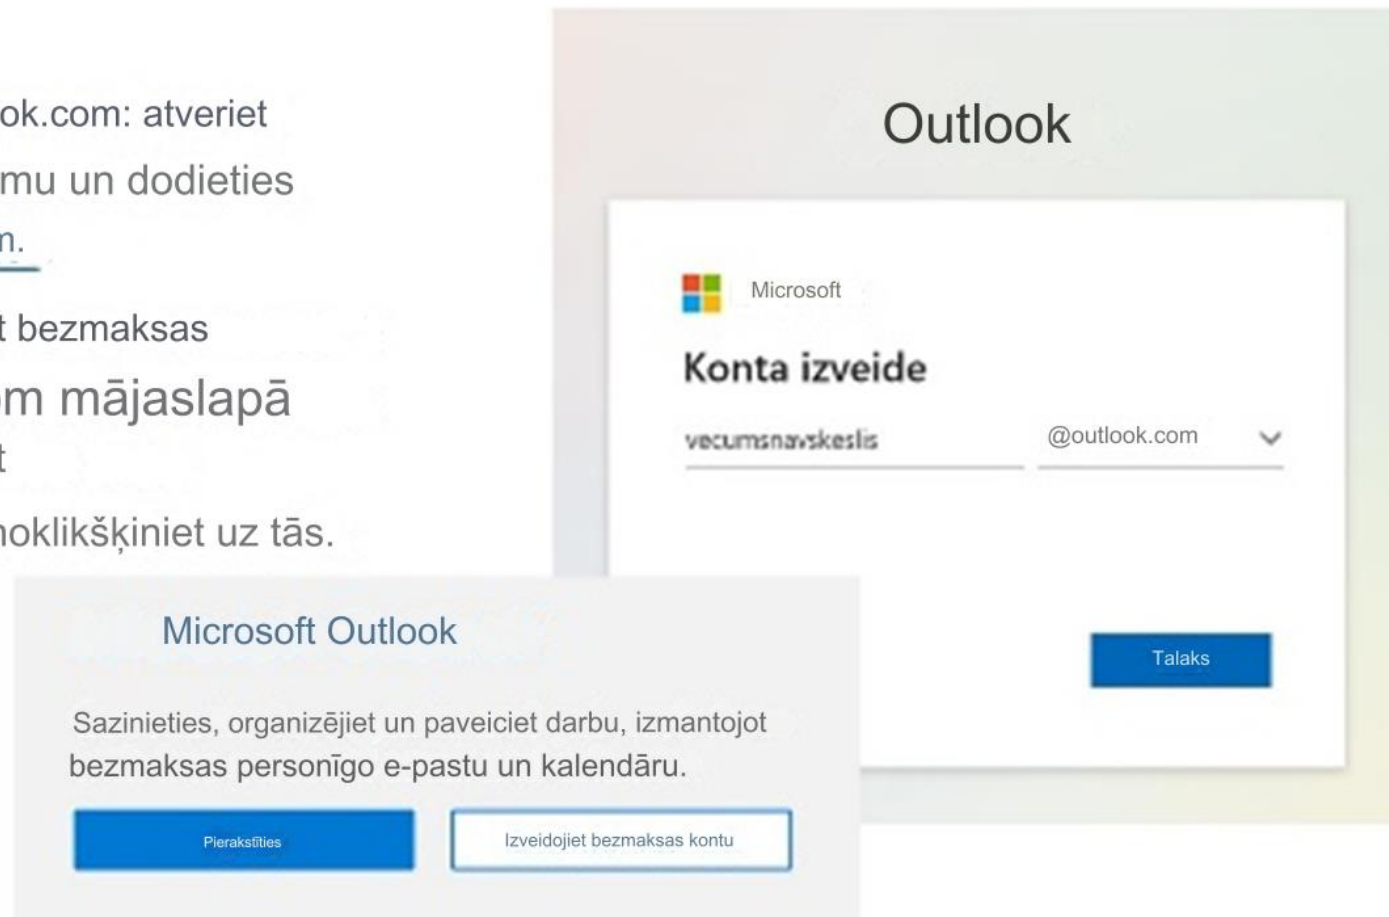 ok.com: atveriet
mu un dodieties
m.
t bezmaksas
om mājaslapā
t
noklikšķiniet uz tās.
Outlook
Microsoft
Konta izveide
vecumsnavskeslis @outlook.com
Talaks
Microsoft Outlook
Sazinieties, organizējiet un paveiciet darbu, izmantojot
bezmaksas personīgo e-pastu un kalendāru.
Pierakstīties Izveidojiet bezmaksas kontu